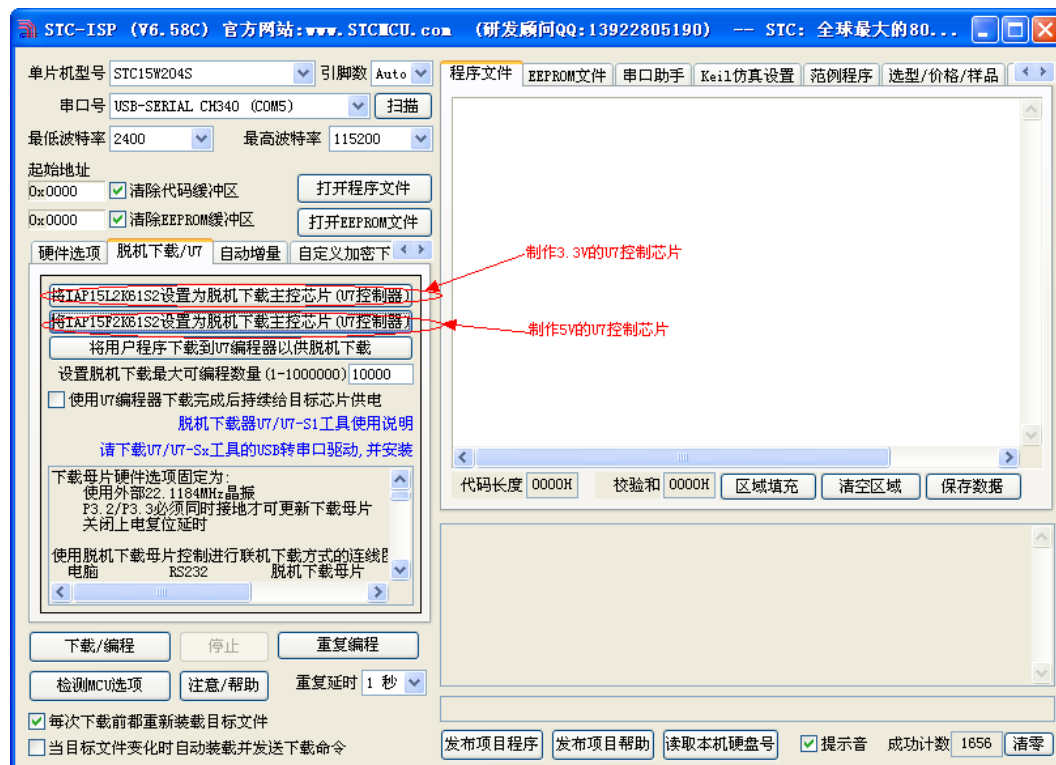 STC-ISP (V6.58C) 官方网站:www.STCMCU.com (研发顾问QQ:13922805190) -- STC: 全球最大的80...
单片机型号 STC15W204S 引脚数 Auto
串口号 USB-SERIAL CH340 (COM5) 扫描
最低波特率 2400 最高波特率 115200
起始地址
0x0000 清除代码缓冲区 打开程序文件
0x0000 清除EEPROM缓冲区 打开EEPROM文件
硬件选项 脱机下载/U7 自动增量 自定义加密下
将IAP15L2K61S2设置为脱机下载主控芯片(U7控制器)
将IAP15F2K61S2设置为脱机下载主控芯片(U7控制器)
将用户程序下载到U7编程器以供脱机下载
设置脱机下载最大可编程数量(1-1000000) 10000
使用U7编程器下载完成后持续给目标芯片供电
脱机下载器U7/U7-S1工具使用说明
请下载U7/U7-Sx工具的USB转串口驱动,并安装
下载母片硬件选项固定为:
使用外部22.1184MHz晶振
P3.2/P3.3必须同时接地才可更新下载母片
关闭上电复位延时
使用脱机下载母片控制进行联机下载方式的连线
电脑 RS232 脱机下载母片
下载/编程 停止 重复编程
检测MCU选项 注意/帮助 重复延时 1 秒
每次下载前都重新装载目标文件
当目标文件变化时自动装载并发送下载命令
程序文件 EEPROM文件 串口助手 Keil仿真设置 范例程序 选型/价格/样品
制作3.3V的U7控制芯片
制作5V的U7控制芯片
代码长度 0000H 校验和 0000H 区域填充 清空区域 保存数据
发布项目程序 发布项目帮助 读取本机硬盘号 提示音 成功计数 1656 清零